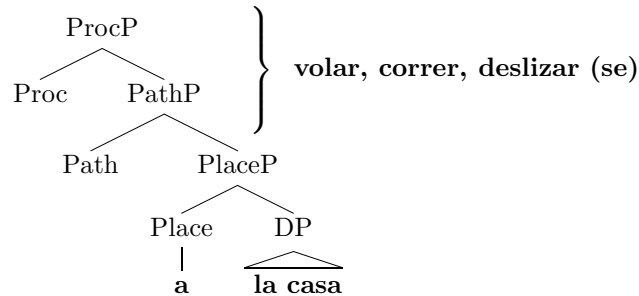 ProcP
volar, correr, deslizar (se)
Proc PathP
Path PlaceP
Place DP
a la casa